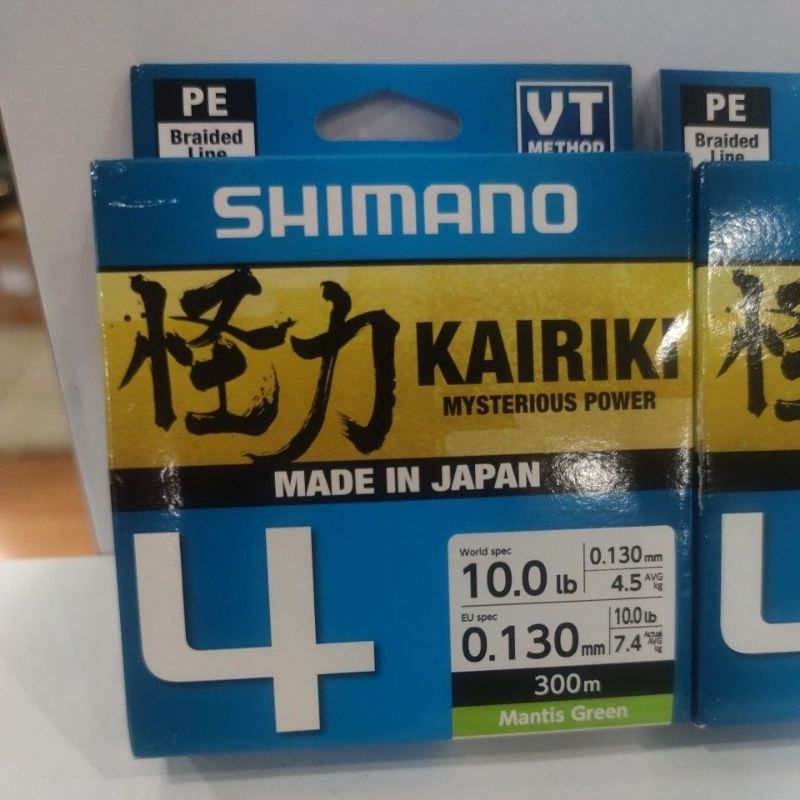 PE
Braided
Line
VT
METHOD
SHIMANO
怪力
KAIRIKI
MYSTERIOUS POWER
MADE IN JAPAN
4
World spec
10.0 lb
0.130 mm
4.5 AVG kg
EU spec
0.130 mm
10.0 lb
7.4 Actual AVG kg
300m
Mantis Green
PE
Braided
Line
怪